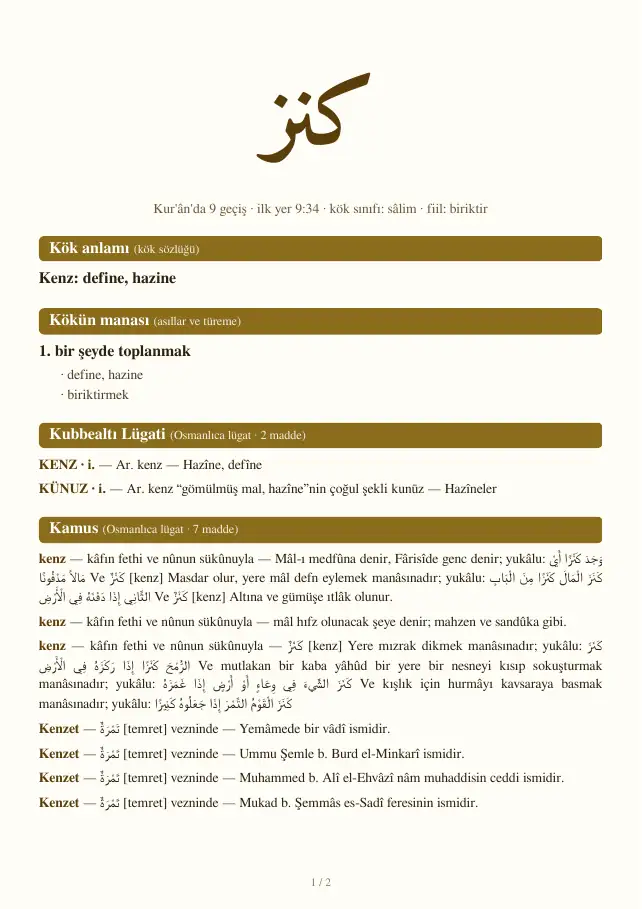 كنز
Kur'ân'da 9 geçiş · ilk yer 9:34 · kök sınıfı: sâlim · fiil: biriktir
Kök anlamı (kök sözlüğü)
Kenz: define, hazine
Kökün manası (asıllar ve türeme)
1. bir şeyde toplanmak
· define, hazine
· biriktirmek
Kubbealtı Lügati (Osmanlıca lügat · 2 madde)
KENZ · i. — Ar. kenz — Hazîne, defîne
KÜNUZ · i. — Ar. kenz “gömülmüş mal, hazîne”nin çoğul şekli kunūz — Hazîneler
Kamus (Osmanlıca lügat · 7 madde)
kenz — kâfın fethi ve nûnun sükûnuyla — Mâl-ı medfûna denir, Fârisîde genc denir; yukâlu: وَجَدَ كَنْزًا أَيْ
مَالاً مَدْفُونًا Ve كَنْزٌ [kenz] Masdar olur, yere mâl defn eylemek manâsınadır; yukâlu: كَنَزَ الْمَالَ كَنْزًا مِنَ الْبَابِ
الثَّانِي إِذَا دَفَنَهُ فِي الْأَرْضِ Ve كَنْزٌ [kenz] Altına ve gümüşe ıtlâk olunur.
kenz — kâfın fethi ve nûnun sükûnuyla — mâl hıfz olunacak şeye denir; mahzen ve sandûka gibi.
kenz — kâfın fethi ve nûnun sükûnuyla — كَنْزٌ [kenz] Yere mızrak dikmek manâsınadır; yukâlu: كَنَزَ
الرُّمْحَ كَنْزًا إِذَا رَكَزَهُ فِي الْأَرْضِ Ve mutlakan bir kaba yâhûd bir yere bir nesneyi kısıp sokuşturmak
manâsınadır; yukâlu: كَنَزَ الشَّيْءَ فِي وِعَاءٍ أَوْ أَرْضٍ إِذَا غَمَزَهُ Ve kışlık için hurmâyı kavsaraya basmak
manâsınadır; yukâlu: كَنَزَ الْقَوْمُ التَّمْرَ إِذَا جَعَلُوهُ كَنِيزًا
Kenzet — تَمْرَةٌ [temret] vezninde — Yemâmede bir vâdî ismidir.
Kenzet — تَمْرَةٌ [temret] vezninde — Ummu Şemle b. Burd el-Minkarî ismidir.
Kenzet — تَمْرَةٌ [temret] vezninde — Muhammed b. Alî el-Ehvâzî nâm muhaddisin ceddi ismidir.
Kenzet — تَمْرَةٌ [temret] vezninde — Mukad b. Şemmâs es-Sadî feresinin ismidir.
1 / 2